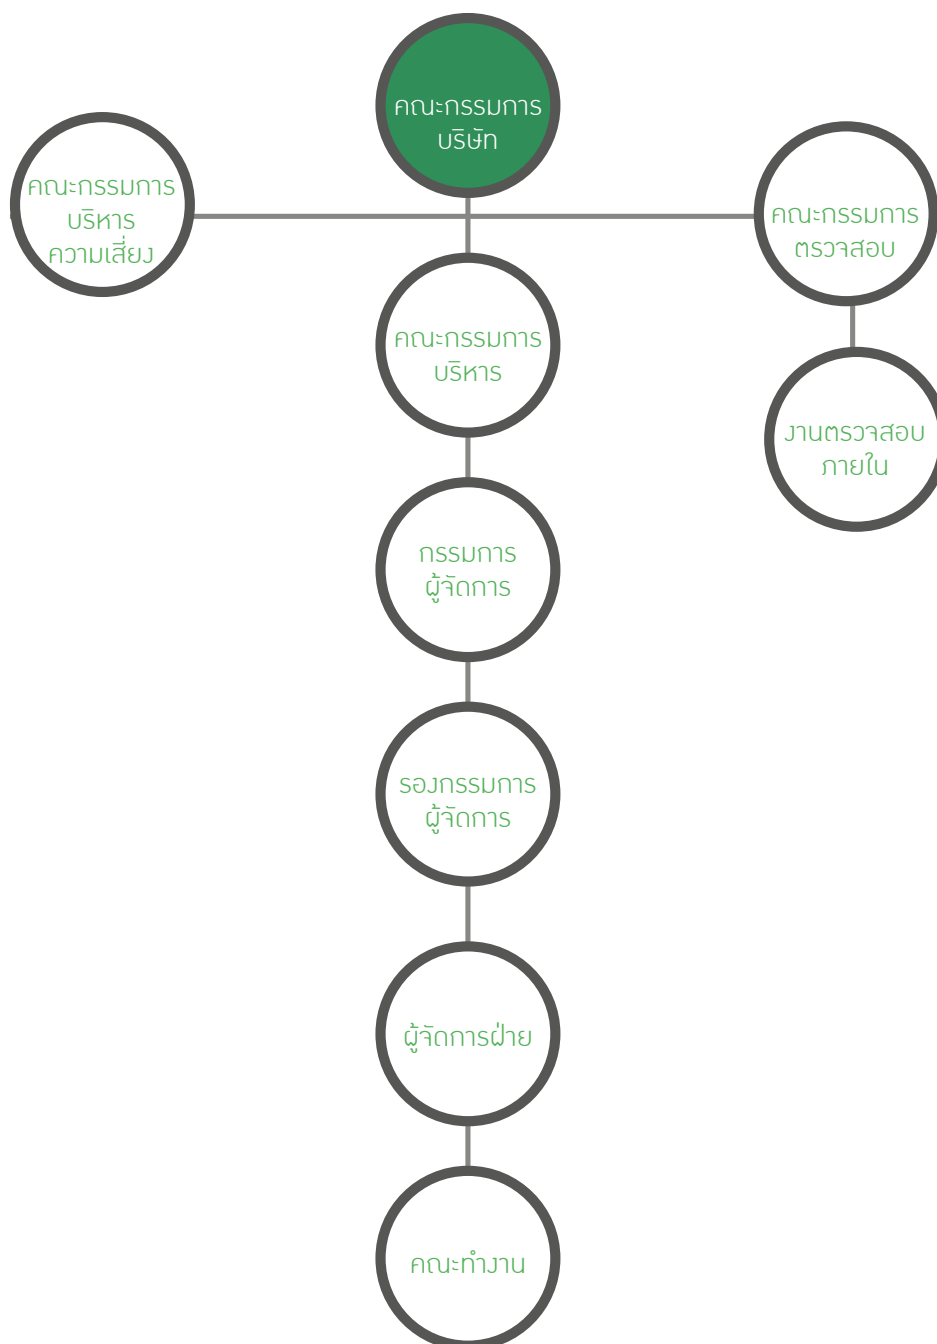 คณะกรรมการ
บริษัท
คณะกรรมการ
บริหาร
ความเสี่ยง
คณะกรรมการ
ตรวจสอบ
คณะกรรมการ
บริหาร
งานตรวจสอบ
ภายใน
กรรมการ
ผู้จัดการ
รองกรรมการ
ผู้จัดการ
ผู้จัดการฝ่าย
คณะทำงาน